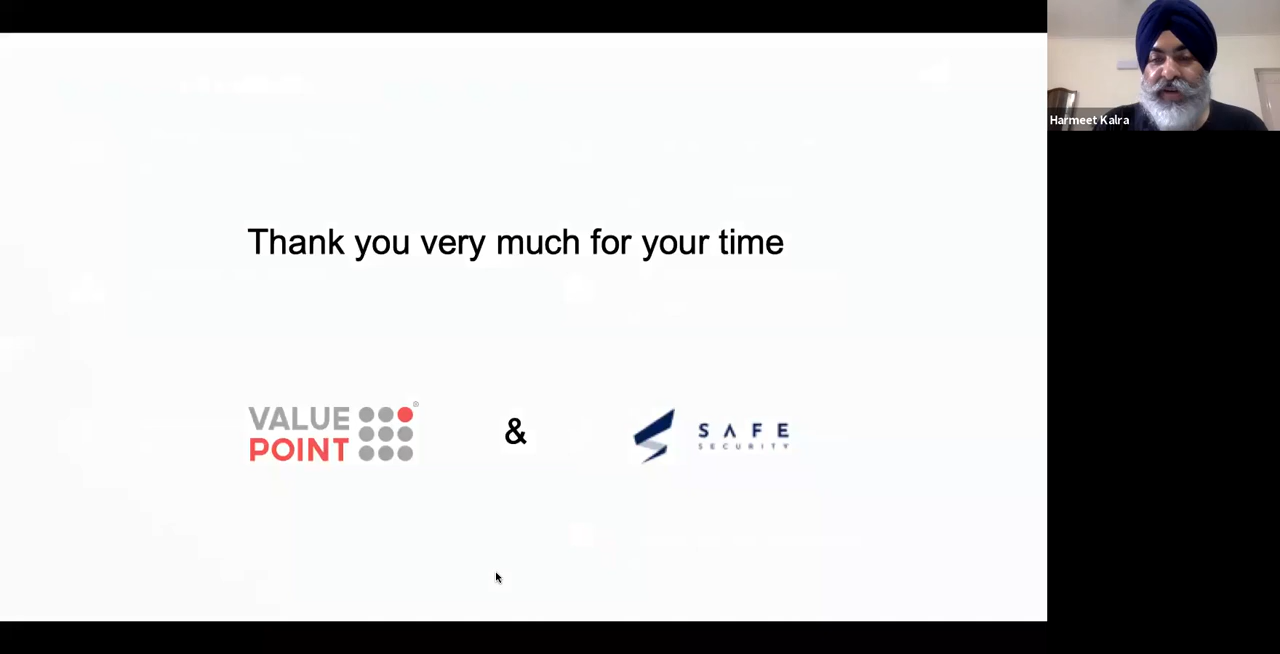 Harmeet Kalra
Thank you very much for your time
VALUE
POINT
®
&
SAFE
SECURITY